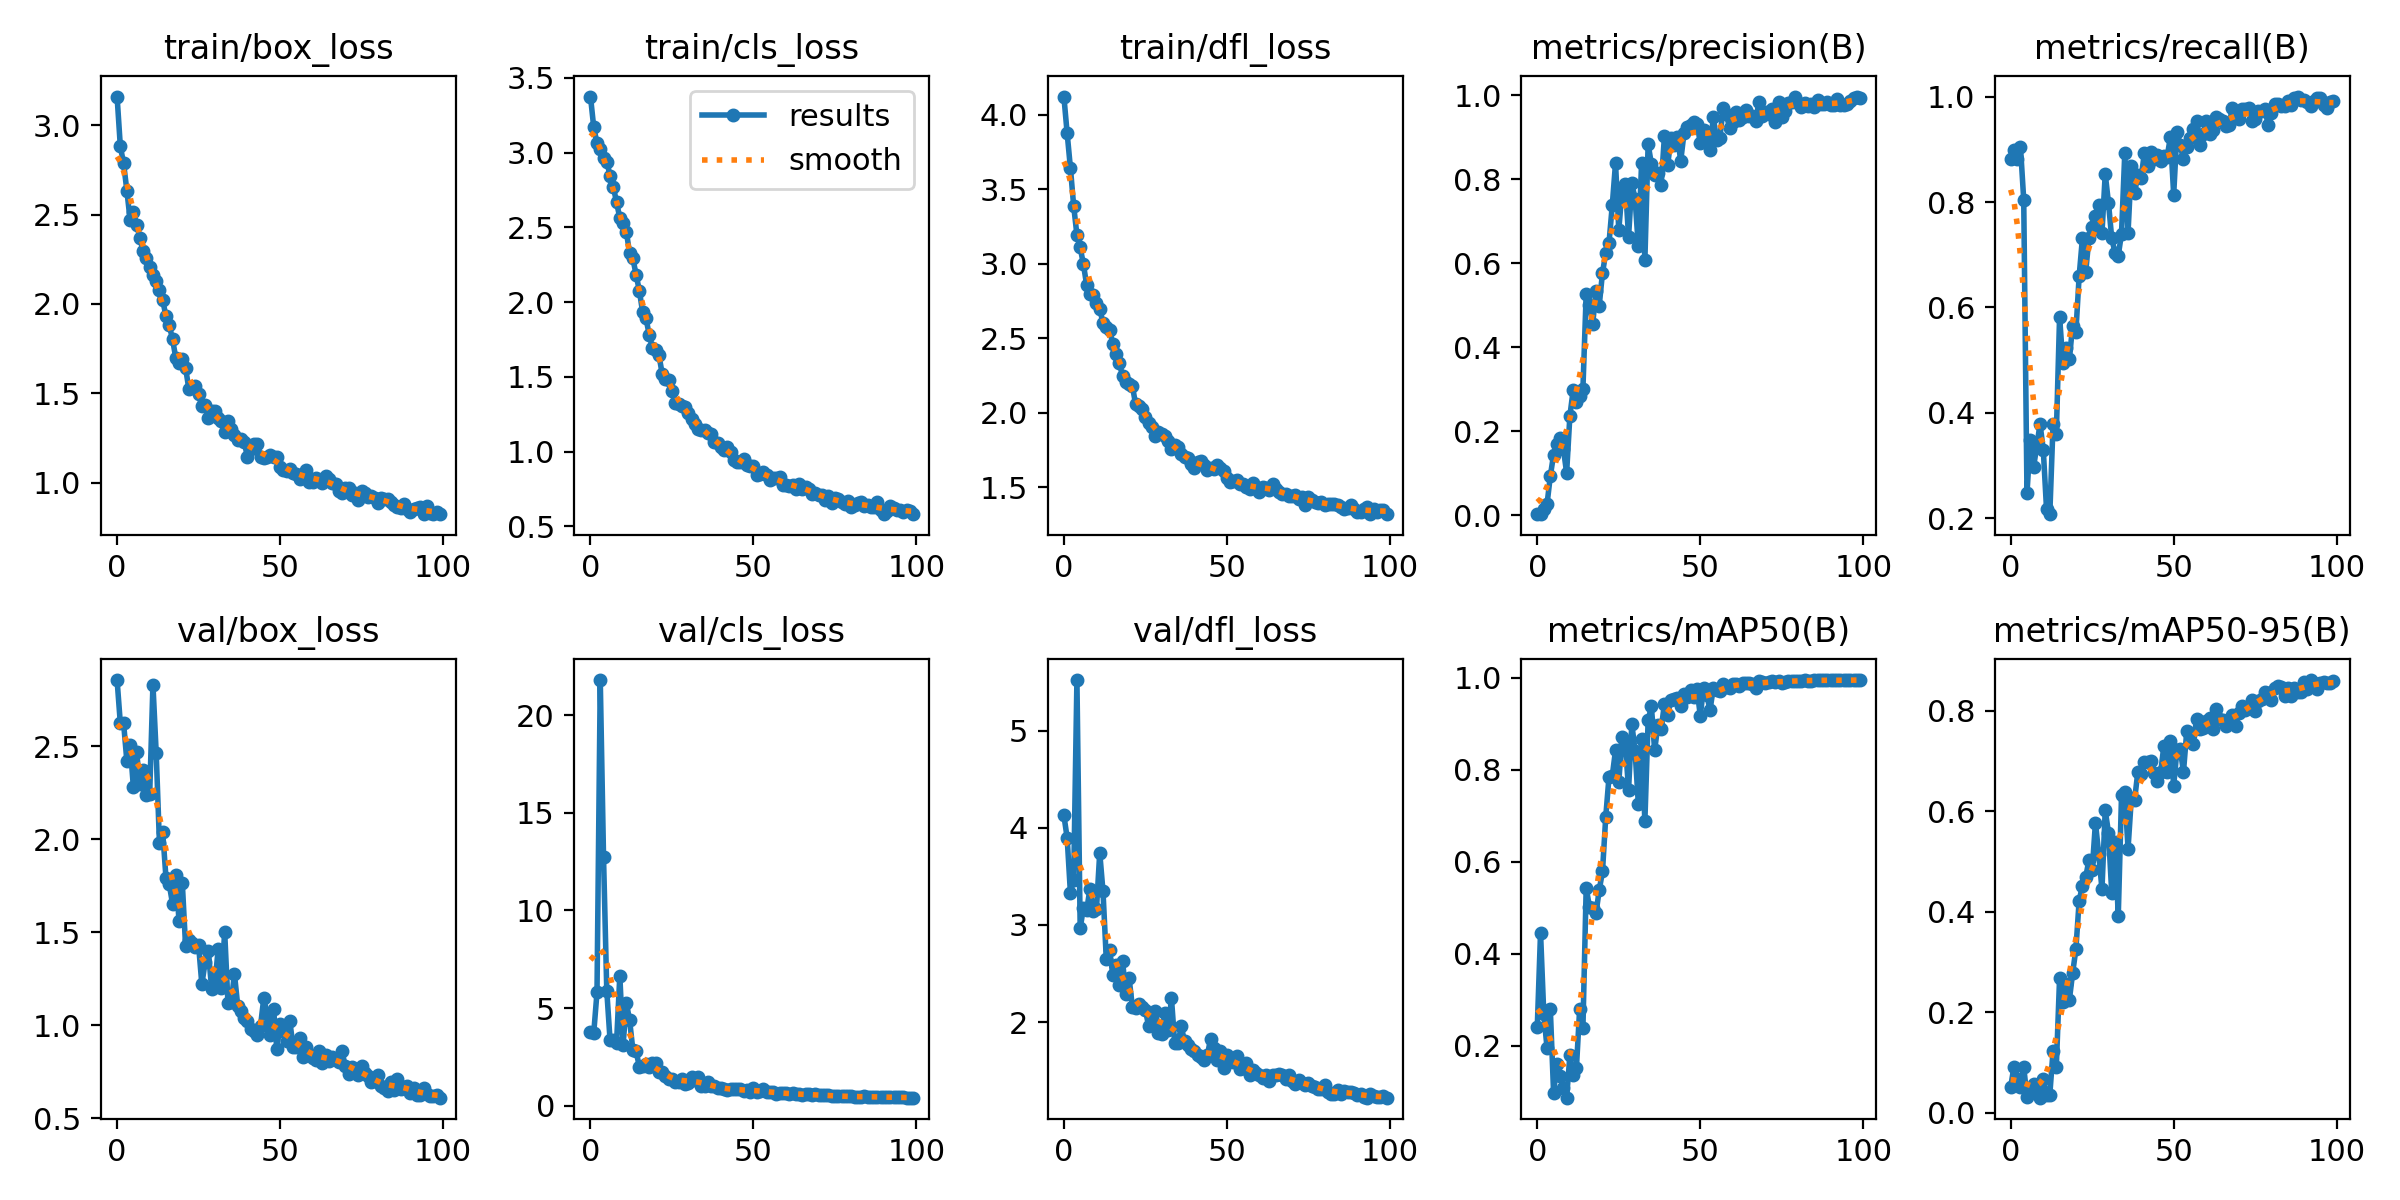 train/box_loss
3.0
2.5
2.0
1.5
1.0
0 50 100
train/cls_loss
results
smooth
3.5
3.0
2.5
2.0
1.5
1.0
0.5
0 50 100
train/dfl_loss
4.0
3.5
3.0
2.5
2.0
1.5
0 50 100
metrics/precision(B)
1.0
0.8
0.6
0.4
0.2
0.0
0 50 100
metrics/recall(B)
1.0
0.8
0.6
0.4
0.2
0 50 100
val/box_loss
2.5
2.0
1.5
1.0
0.5
0 50 100
val/cls_loss
20
15
10
5
0
0 50 100
val/dfl_loss
5
4
3
2
0 50 100
metrics/mAP50(B)
1.0
0.8
0.6
0.4
0.2
0 50 100
metrics/mAP50-95(B)
0.8
0.6
0.4
0.2
0.0
0 50 100